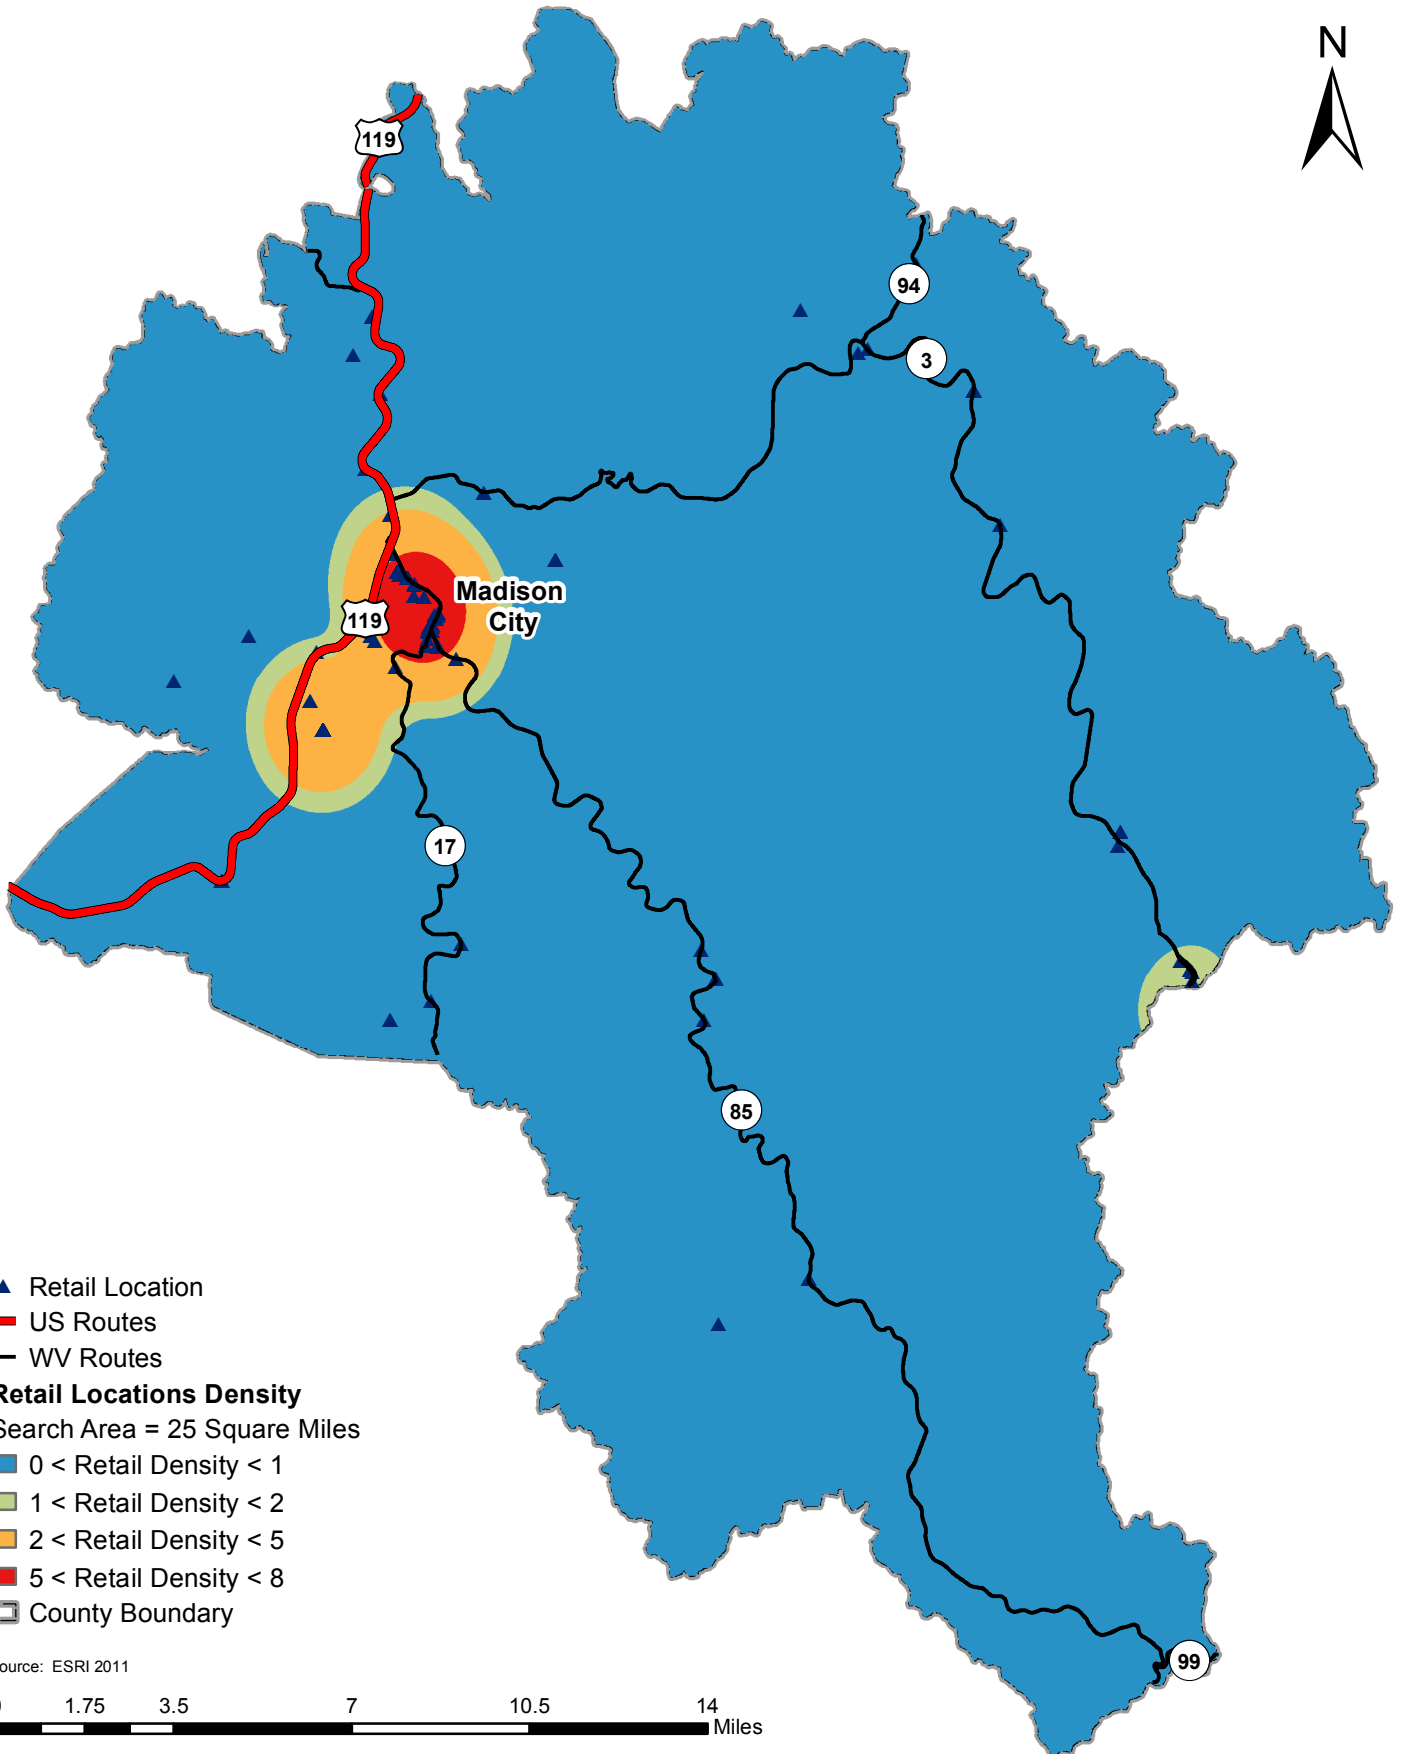 N
119
94
3
Madison
City
119
17
85
Retail Location
US Routes
WV Routes
Retail Locations Density
Search Area = 25 Square Miles
0 < Retail Density < 1
1 < Retail Density < 2
2 < Retail Density < 5
5 < Retail Density < 8
County Boundary
ource: ESRI 2011
99
0 1.75 3.5 7 10.5 14
Miles